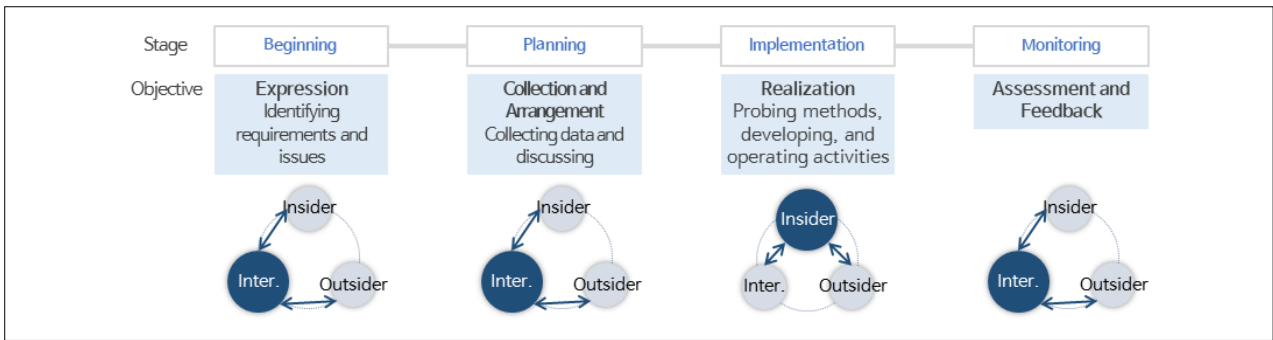 Stage
Beginning
Planning
Implementation
Monitoring
Objective
Expression
Identifying
requirements and
issues
Collection and
Arrangement
Collecting data and
discussing
Realization
Probing methods,
developing, and
operating activities
Assessment and
Feedback
Insider
Inter.
Outsider
Insider
Inter.
Outsider
Insider
Inter.
Outsider
Insider
Inter.
Outsider